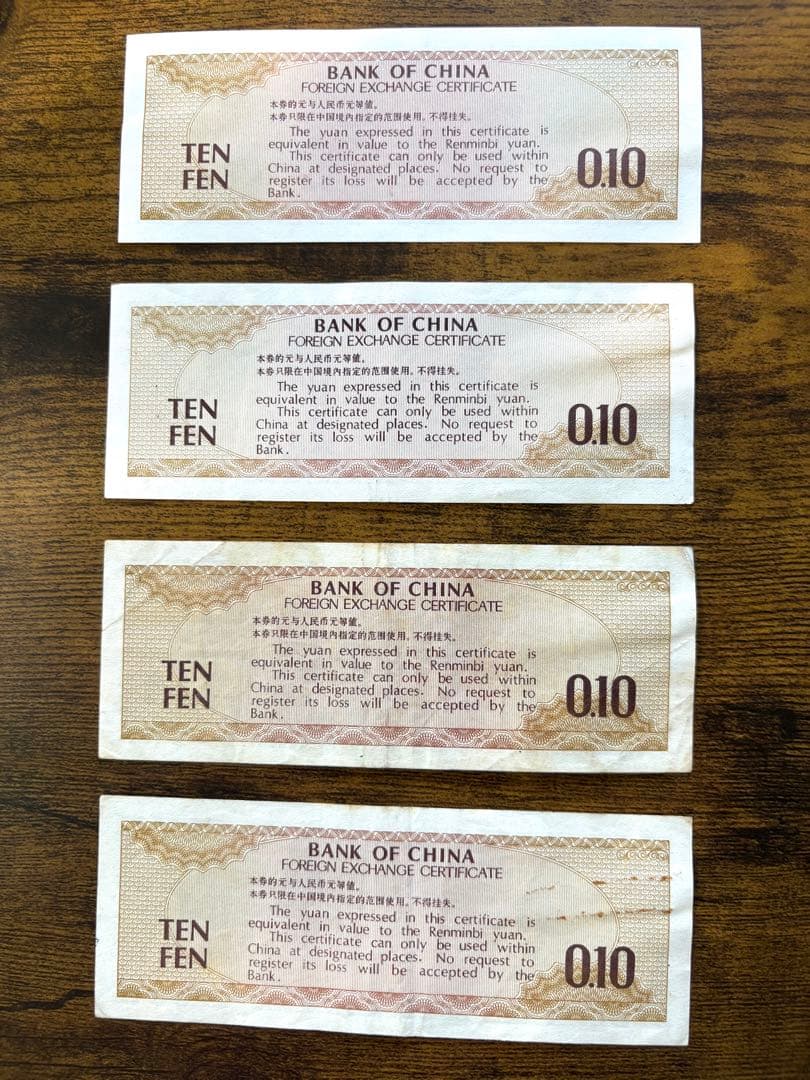 BANK OF CHINA
FOREIGN EXCHANGE CERTIFICATE
本券的元与人民币元等值。
本券只限在中国境内指定的范围使用，不得挂失。
The yuan expressed in this certificate is
equivalent in value to the Renminbi yuan.
This certificate can only be used within
China at designated places. No request to
register its loss will be accepted by the
Bank.
TEN
FEN
0.10
BANK OF CHINA
FOREIGN EXCHANGE CERTIFICATE
本券的元与人民币元等值。
本券只限在中国境内指定的范围使用，不得挂失。
The yuan expressed in this certificate is
equivalent in value to the Renminbi yuan.
This certificate can only be used within
China at designated places. No request to
register its loss will be accepted by the
Bank.
TEN
FEN
0.10
BANK OF CHINA
FOREIGN EXCHANGE CERTIFICATE
本券的元与人民币元等值。
本券只限在中国境内指定的范围使用，不得挂失。
The yuan expressed in this certificate is
equivalent in value to the Renminbi yuan.
This certificate can only be used within
China at designated places. No request to
register its loss will be accepted by the
Bank.
TEN
FEN
0.10
BANK OF CHINA
FOREIGN EXCHANGE CERTIFICATE
本券的元与人民币元等值。
本券只限在中国境内指定的范围使用，不得挂失。
The yuan expressed in this certificate is
equivalent in value to the Renminbi yuan.
This certificate can only be used within
China at designated places. No request to
register its loss will be accepted by the
Bank.
TEN
FEN
0.10